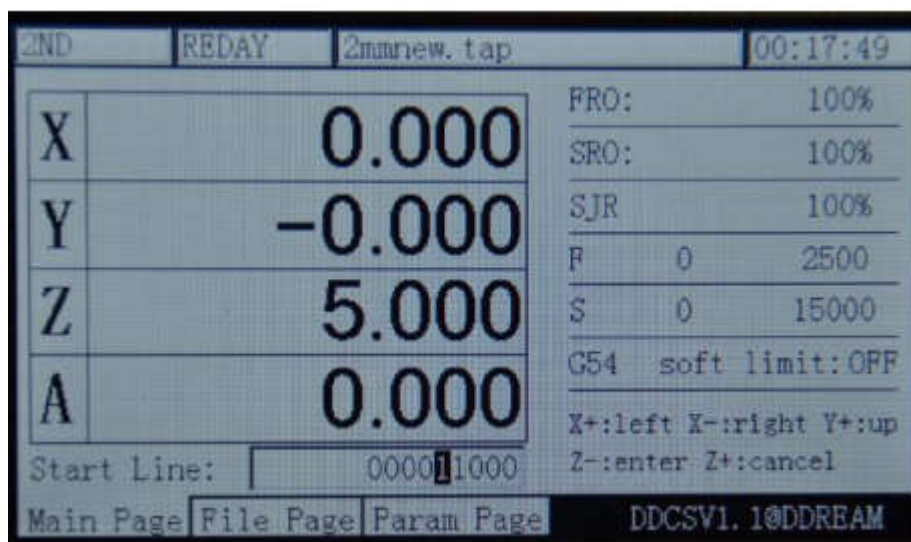 2ND REDAY 2mmnew.tap 00:17:49
X 0.000
Y -0.000
Z 5.000
A 0.000
FRO: 100%
SRO: 100%
SJR 100%
F 0 2500
S 0 15000
G54 soft limit:OFF
X+:left X-:right Y+:up
Z-:enter Z+:cancel
Start Line: 000011000
Main Page File Page Param Page DDCSV1.1@DDREAM